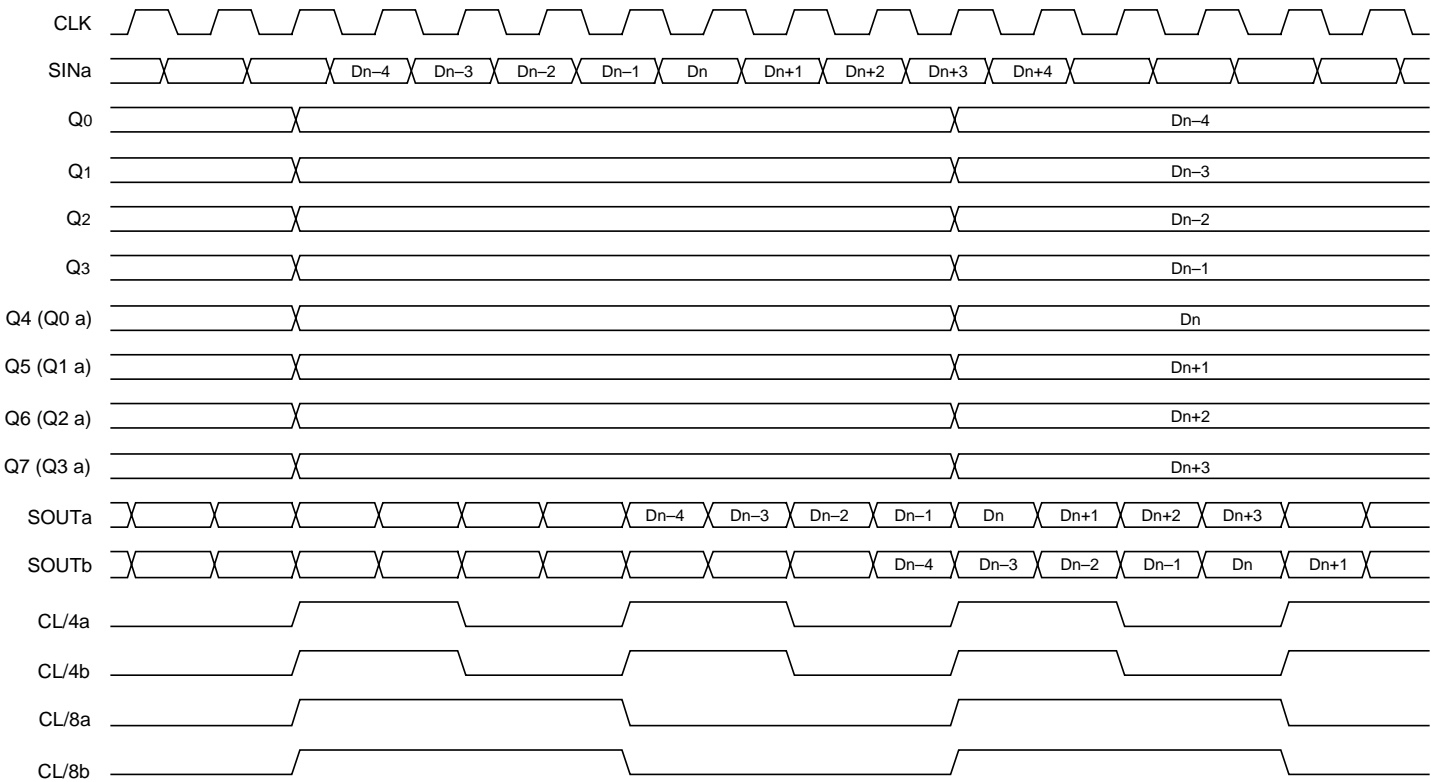 CLK
SINa Dn–4 Dn–3 Dn–2 Dn–1 Dn Dn+1 Dn+2 Dn+3 Dn+4
Q0 Dn–4
Q1 Dn–3
Q2 Dn–2
Q3 Dn–1
Q4 (Q0 a) Dn
Q5 (Q1 a) Dn+1
Q6 (Q2 a) Dn+2
Q7 (Q3 a) Dn+3
SOUTa Dn–4 Dn–3 Dn–2 Dn–1 Dn Dn+1 Dn+2 Dn+3
SOUTb Dn–4 Dn–3 Dn–2 Dn–1 Dn Dn+1
CL/4a
CL/4b
CL/8a
CL/8b